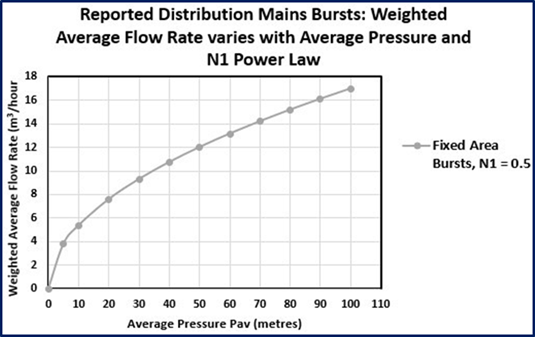 Reported Distribution Mains Bursts: Weighted
Average Flow Rate varies with Average Pressure and
N1 Power Law
Weighted Average Flow Rate (m³/hour)
18
16
14
12
10
8
6
4
2
0
0 10 20 30 40 50 60 70 80 90 100 110
Average Pressure Pav (metres)
Fixed Area
Bursts, N1 = 0.5